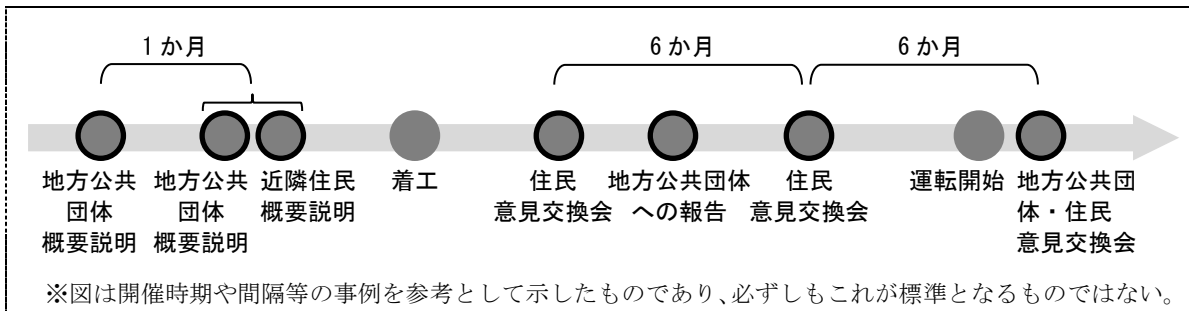 1 か月
6 か月
6 か月
地方公共
団体
概要説明
地方公共
団体
概要説明
近隣住民
概要説明
着工
住民
意見交換会
地方公共団体
への報告
住民
意見交換会
運転開始
地方公共団
体・住民
意見交換会
※図は開催時期や間隔等の事例を参考として示したものであり、必ずしもこれが標準となるものではない。